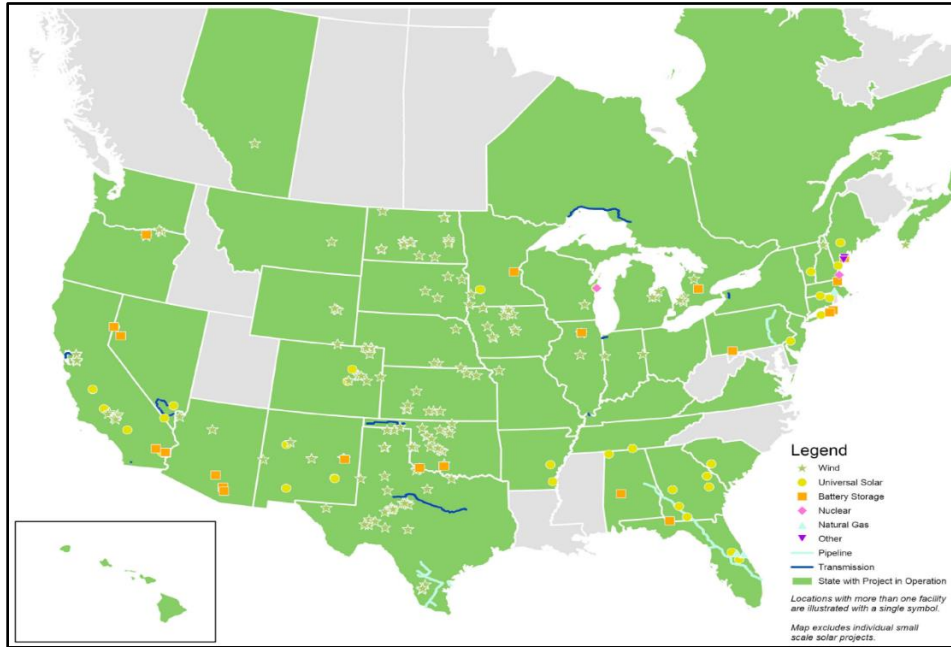 Legend
Wind
Universal Solar
Battery Storage
Nuclear
Natural Gas
Other
Pipeline
Transmission
State with Project in Operation
Locations with more than one facility
are illustrated with a single symbol.
Map excludes individual small
scale solar projects.